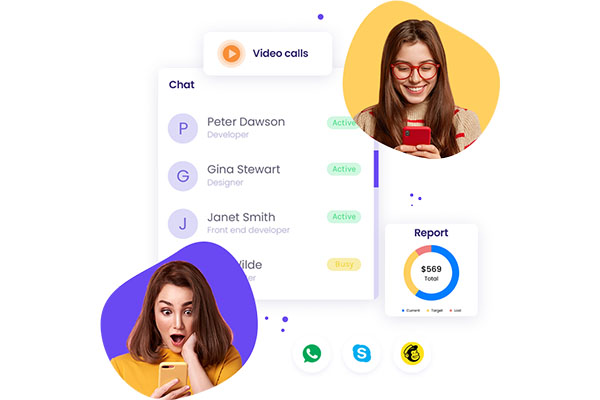 Video calls
Chat
P
Peter Dawson
Developer
Active
G
Gina Stewart
Designer
Active
J
Janet Smith
Front end developer
Active
Wilde
Busy
Report
$569
Total
Current
Target
Lost
S